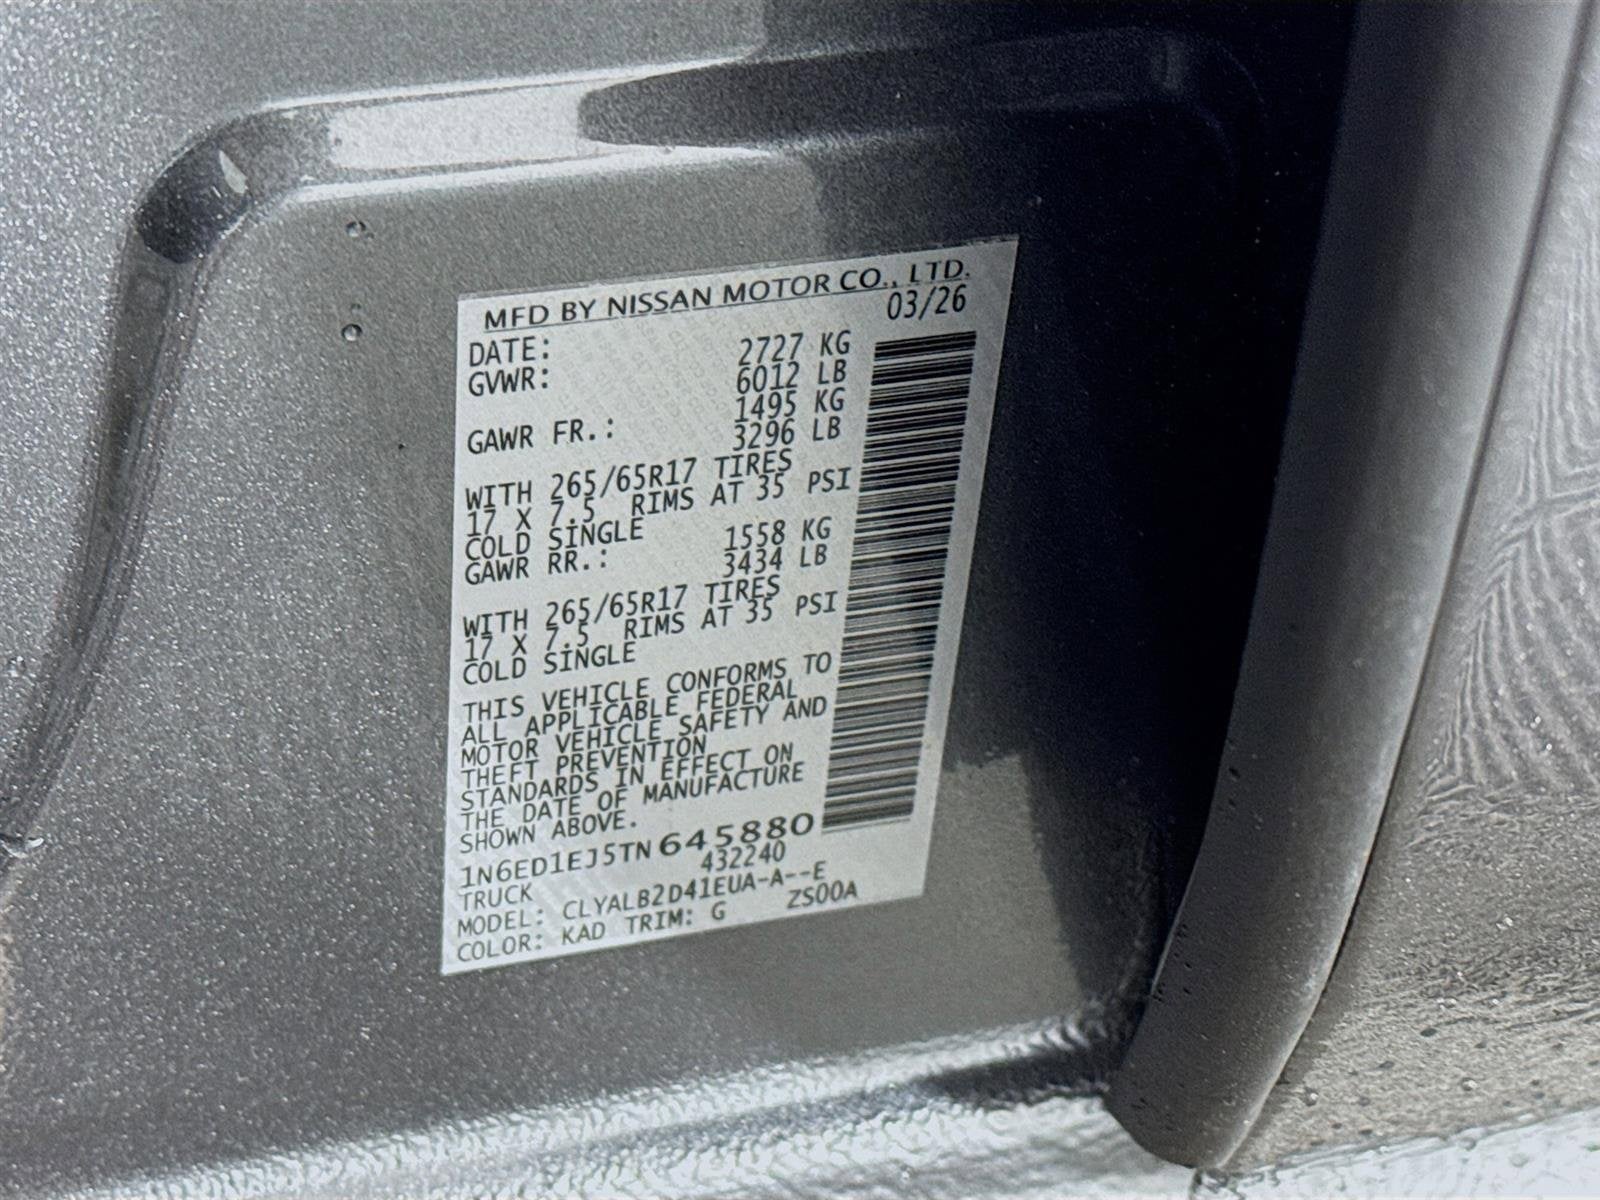 MFD BY NISSAN MOTOR CO., LTD.
DATE: 03/26
GVWR: 2727 KG
6012 LB
GAWR FR.: 1495 KG
3296 LB
WITH 265/65R17 TIRES
17 X 7.5 RIMS AT 35 PSI
COLD SINGLE
GAWR RR.: 1558 KG
3434 LB
WITH 265/65R17 TIRES
17 X 7.5 RIMS AT 35 PSI
COLD SINGLE
THIS VEHICLE CONFORMS TO
ALL APPLICABLE FEDERAL
MOTOR VEHICLE SAFETY AND
THEFT PREVENTION
STANDARDS IN EFFECT ON
THE DATE OF MANUFACTURE
SHOWN ABOVE.
1N6ED1EJ5TN645880
TRUCK 432240
MODEL: CLYALB2D41EUA-A--E
COLOR: KAD TRIM: G ZS00A